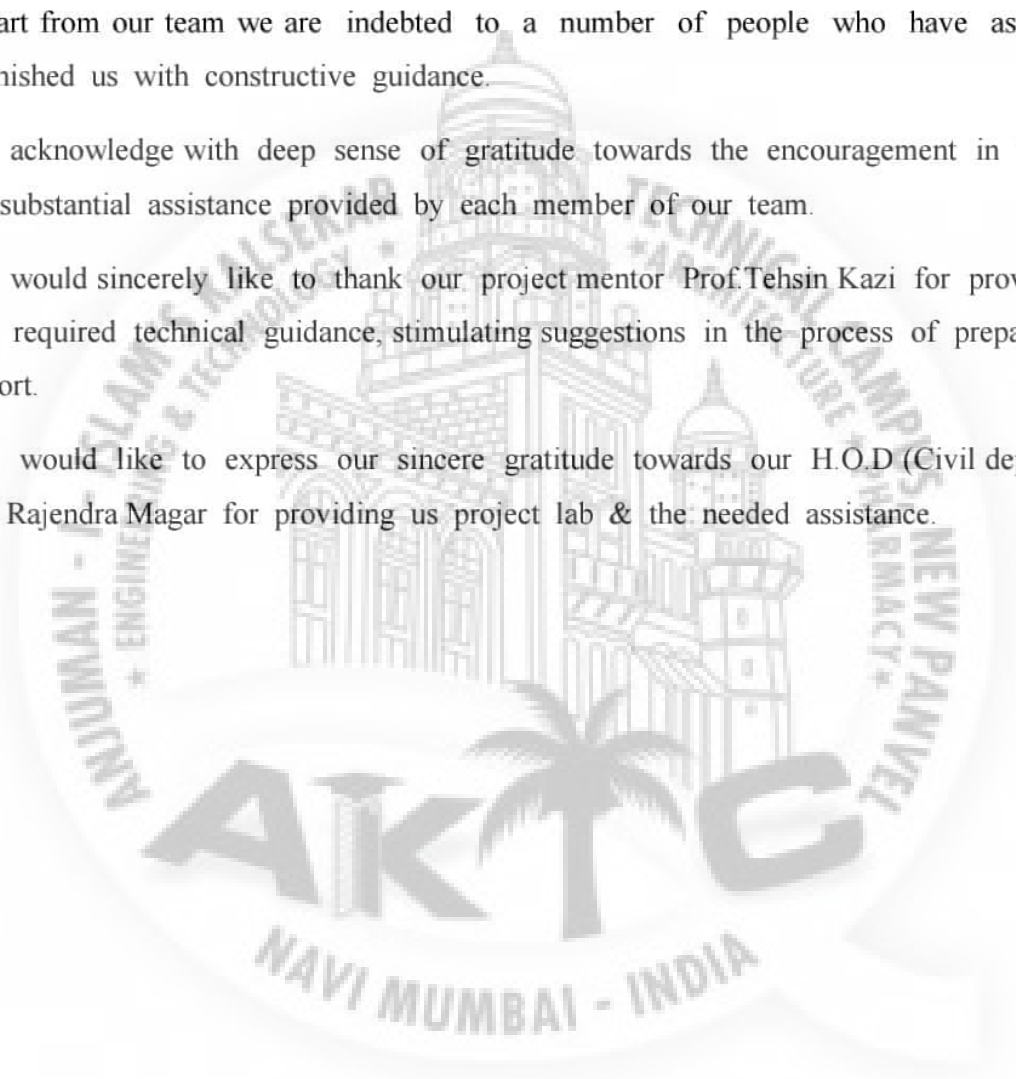 art from our team we are indebted to a number of people who have as
nished us with constructive guidance.
acknowledge with deep sense of gratitude towards the encouragement in
substantial assistance provided by each member of our team.
would sincerely like to thank our project mentor Prof.Tehsin Kazi for prov
required technical guidance, stimulating suggestions in the process of prepa
ort.
would like to express our sincere gratitude towards our H.O.D (Civil de
Rajendra Magar for providing us project lab & the needed assistance.
ANJUMAN - I - ISLAM'S KALSEKAR TECHNICAL CAMPUS, NEW PANVEL
* ENGINEERING & TECHNOLOGY * * ARCHITECTURE * PHARMACY *
AKTC
NAVI MUMBAI - INDIA